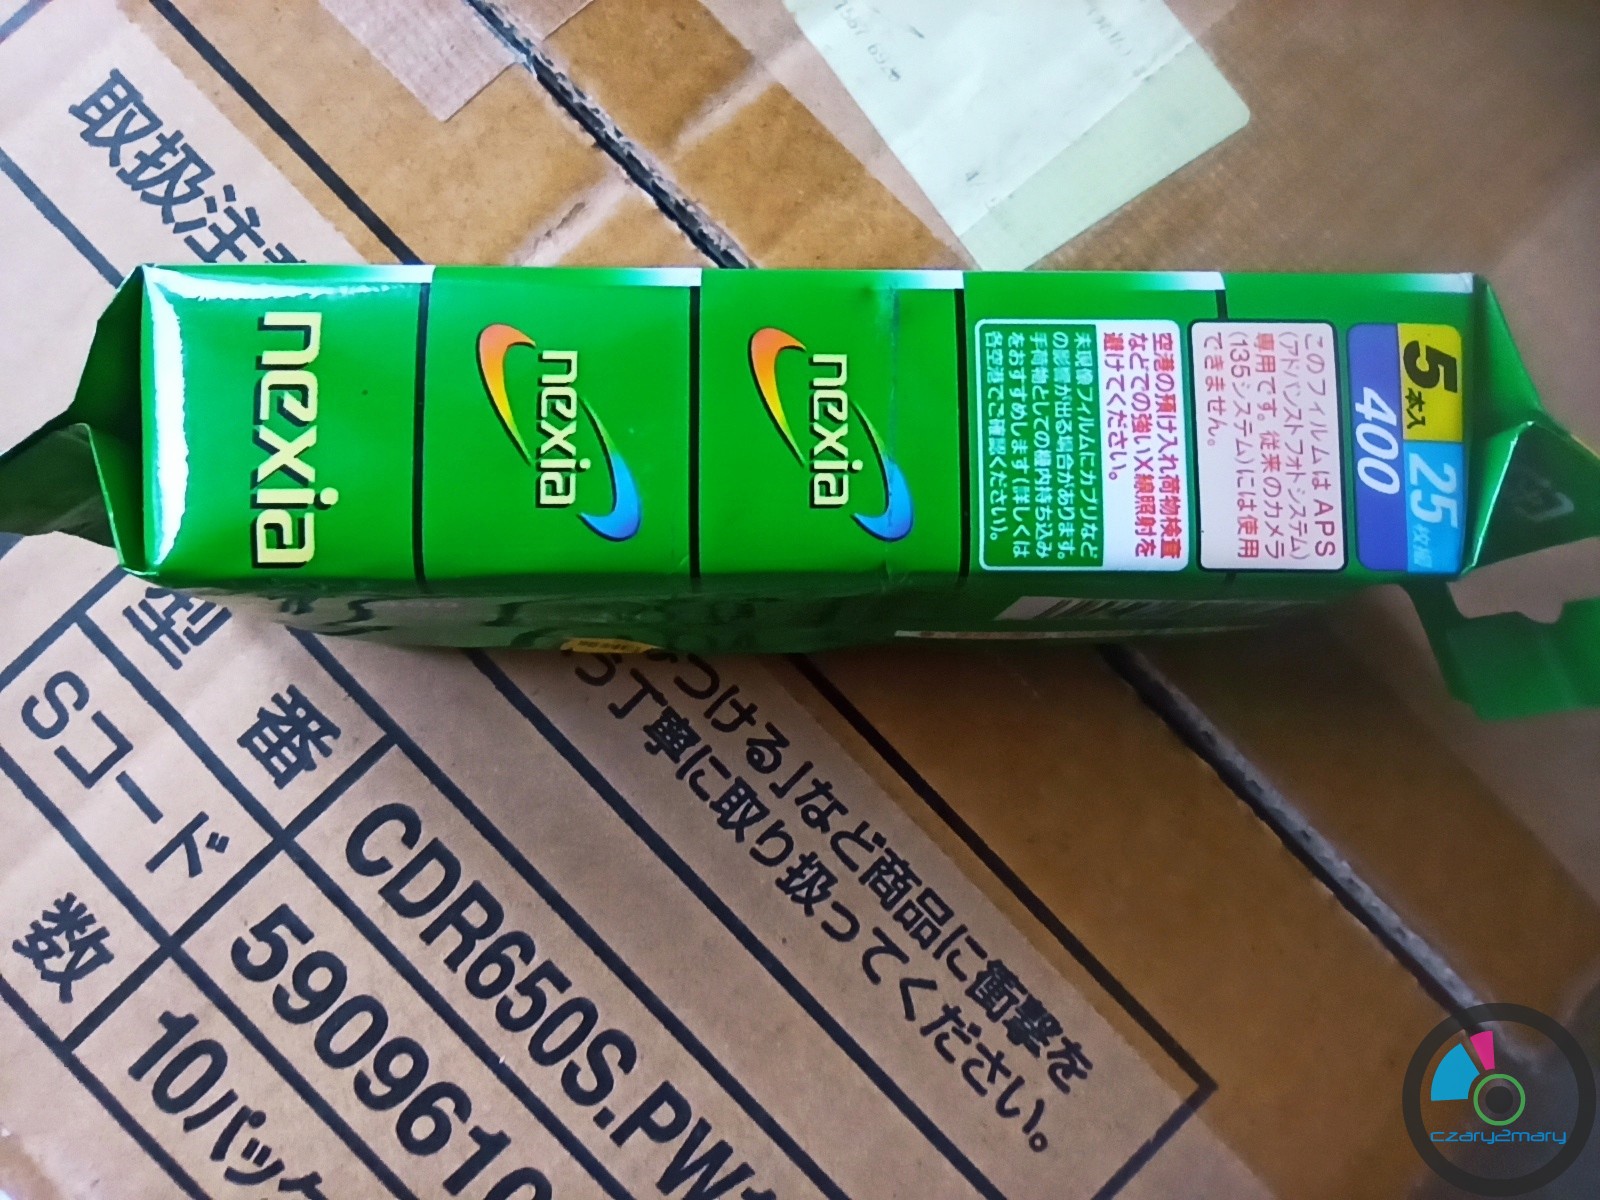 nexia
nexia
nexia
空港の預け入れ荷物検査
などでの強いX線照射を
避けてください。
未現像フィルムにカブリなど
の影響が出る場合があります。
手荷物としての機内持ち込み
をおすすめします(詳しくは
各空港でご確認ください)。
このフィルムはAPS
(アドバンストフォトシステム)
専用です。従来のカメラ
(135システム)には使用
できません。
5本入
25枚撮
400
取扱注意
つける」など商品に衝撃を
う丁寧に取り扱ってください。
型番
CDR650S.PW
Sコード
5909610
数
10パック
czary2mary